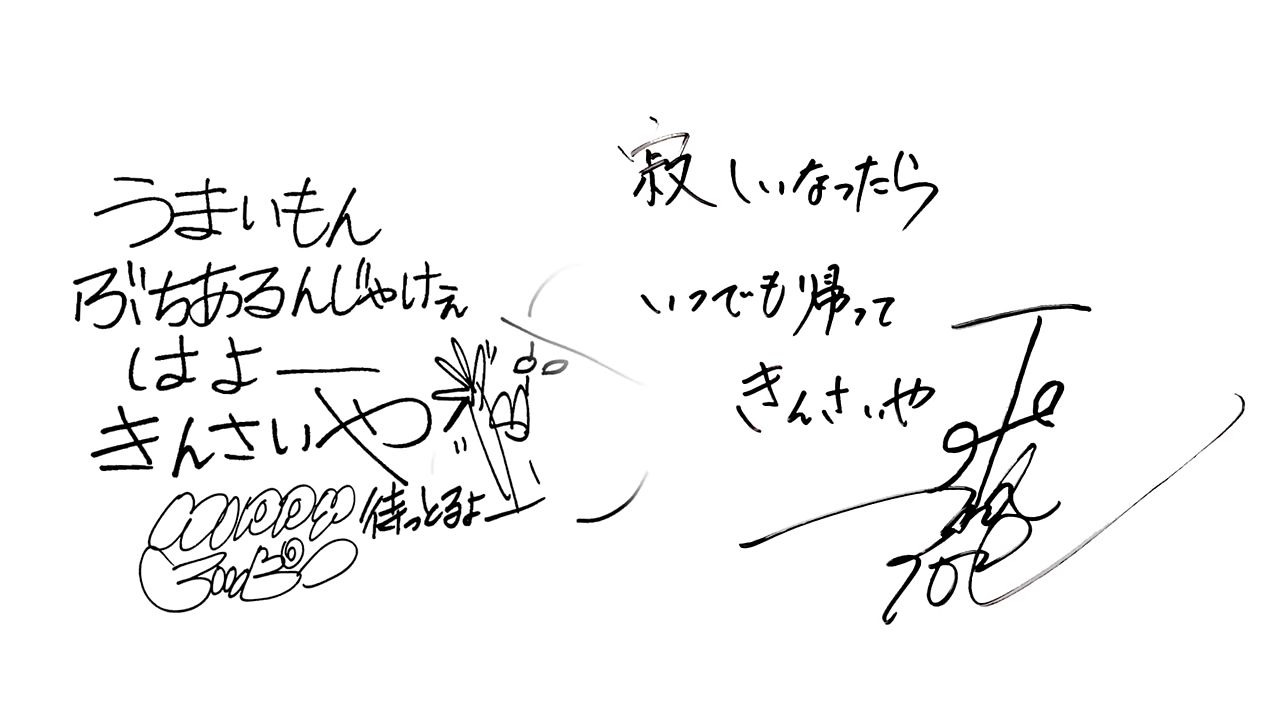 うまいもん
ぶちあるんじゃけぇ
はよー
きんさいや
待っとるよー
寂しいなったら
いつでも帰って
きんさいや